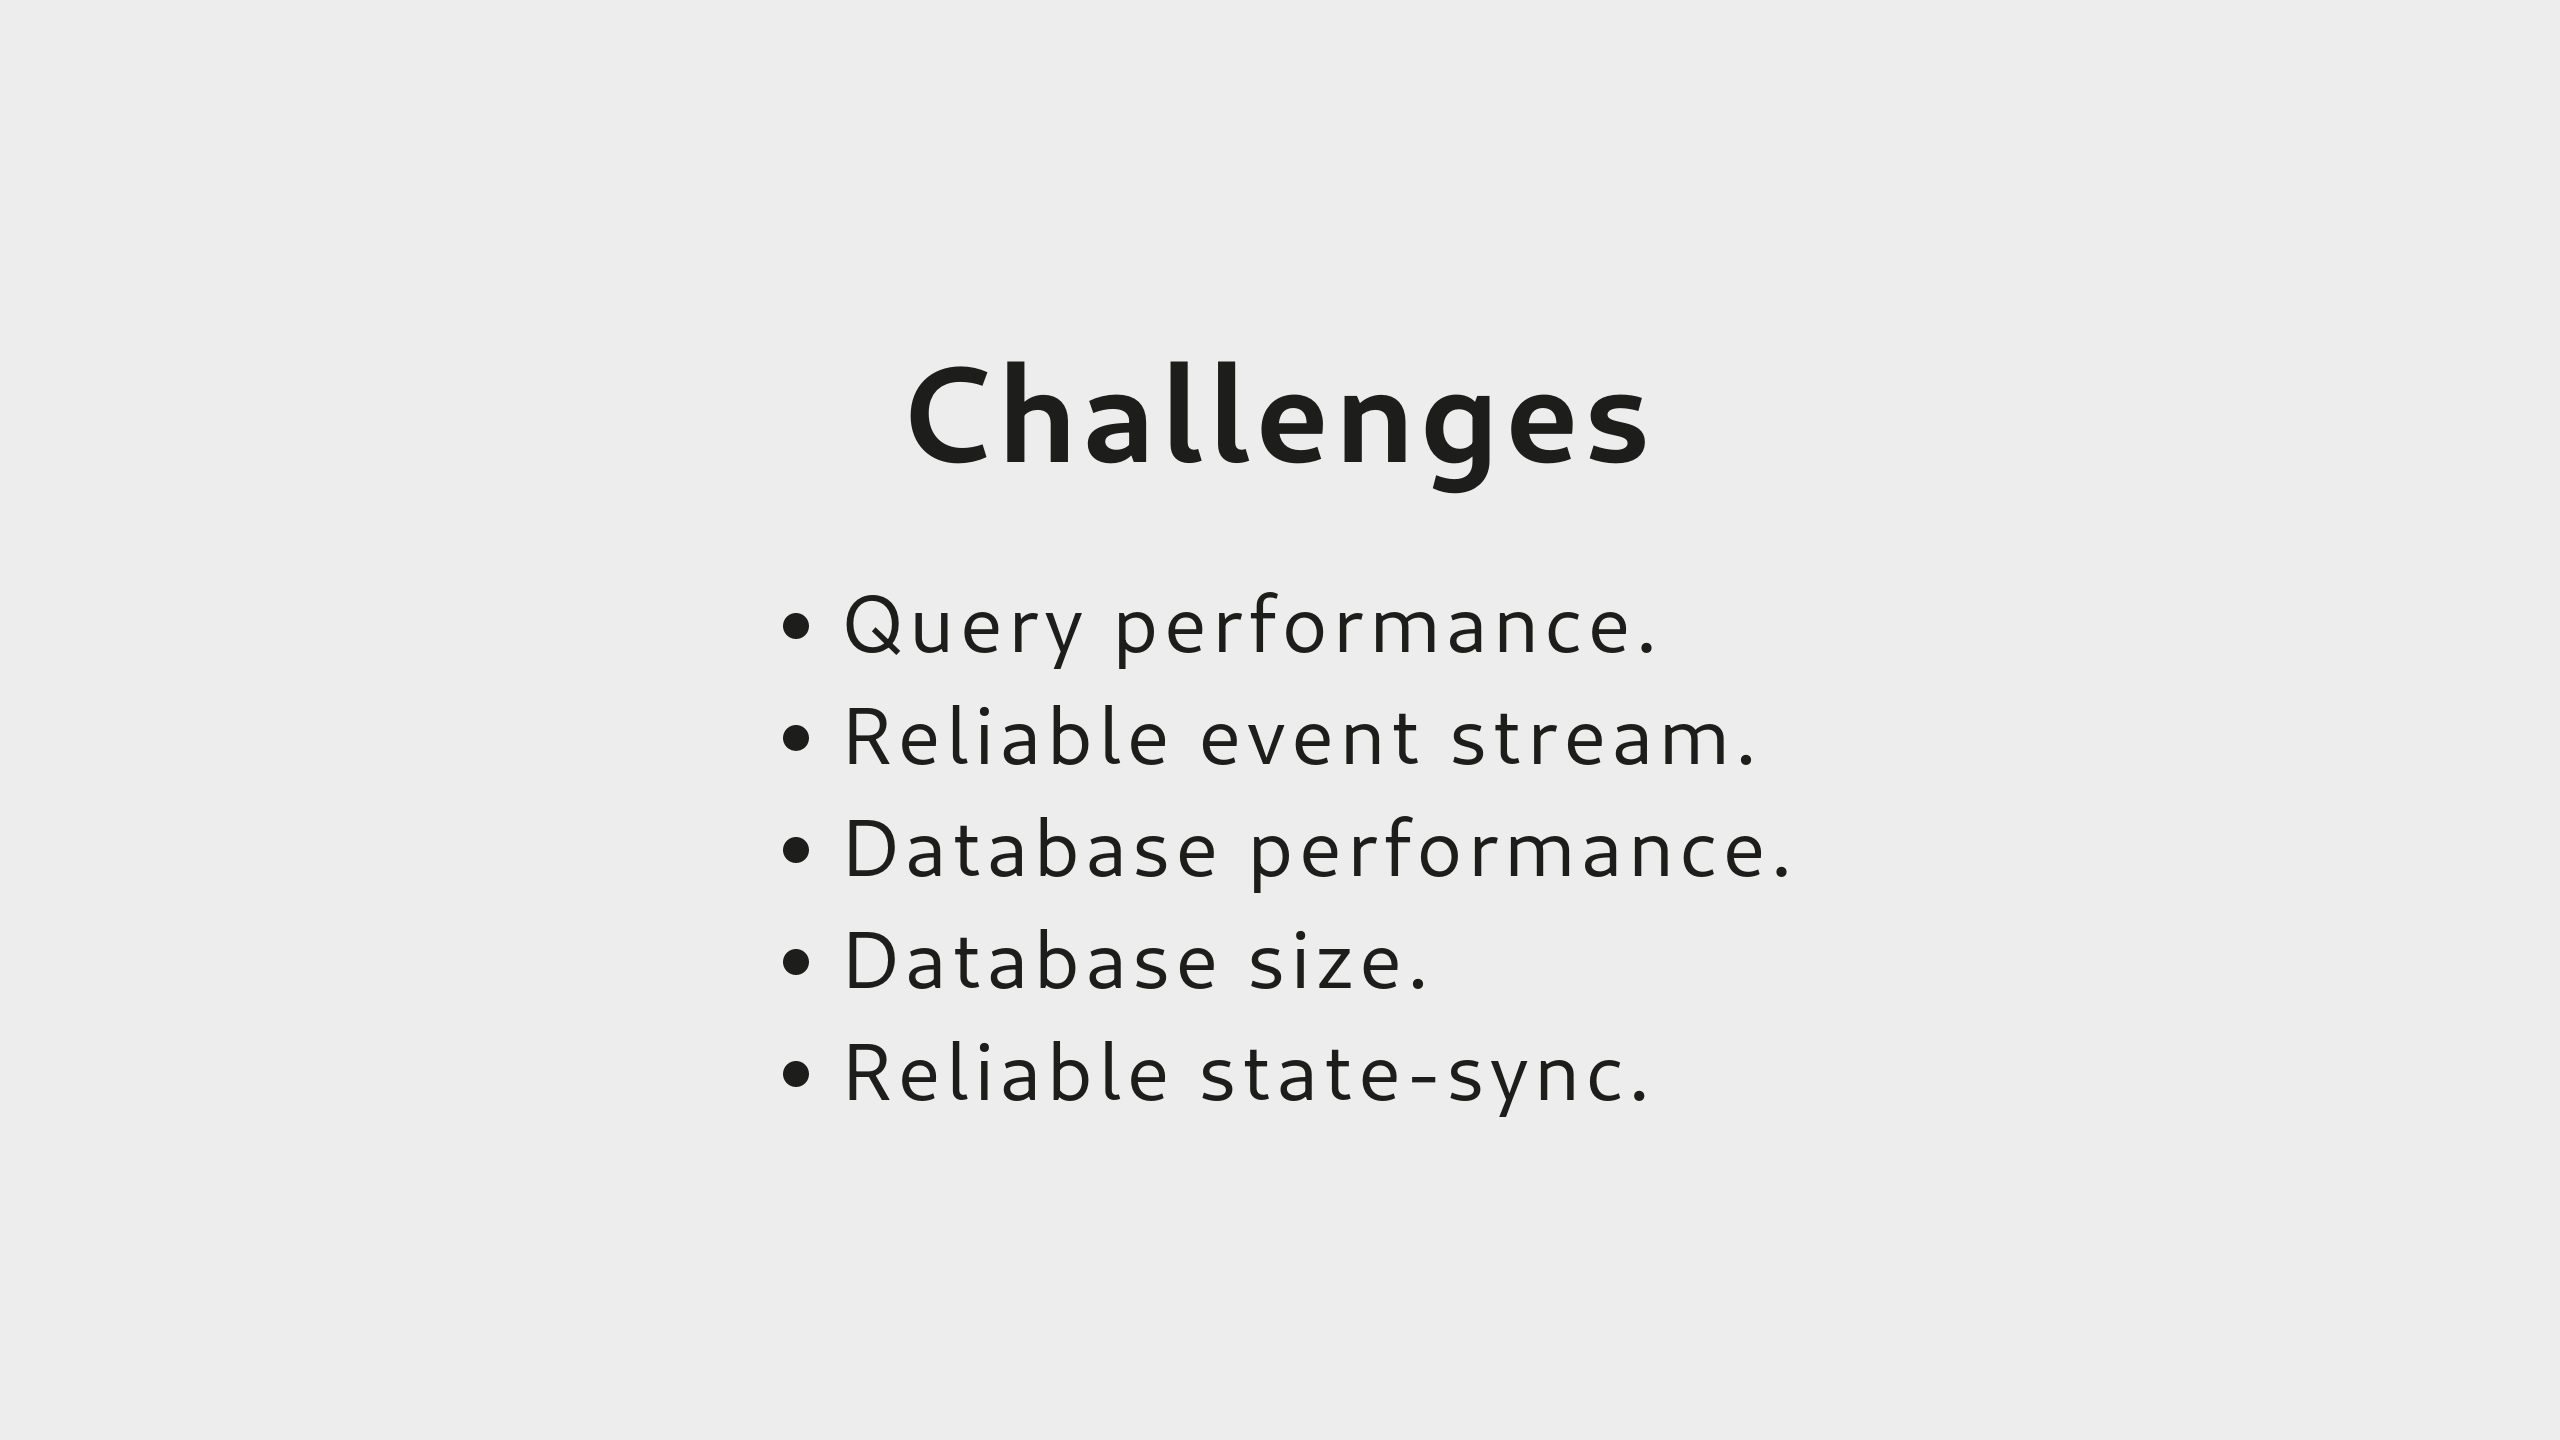 Challenges
• Query performance.
• Reliable event stream.
• Database performance.
• Database size.
• Reliable state-sync.